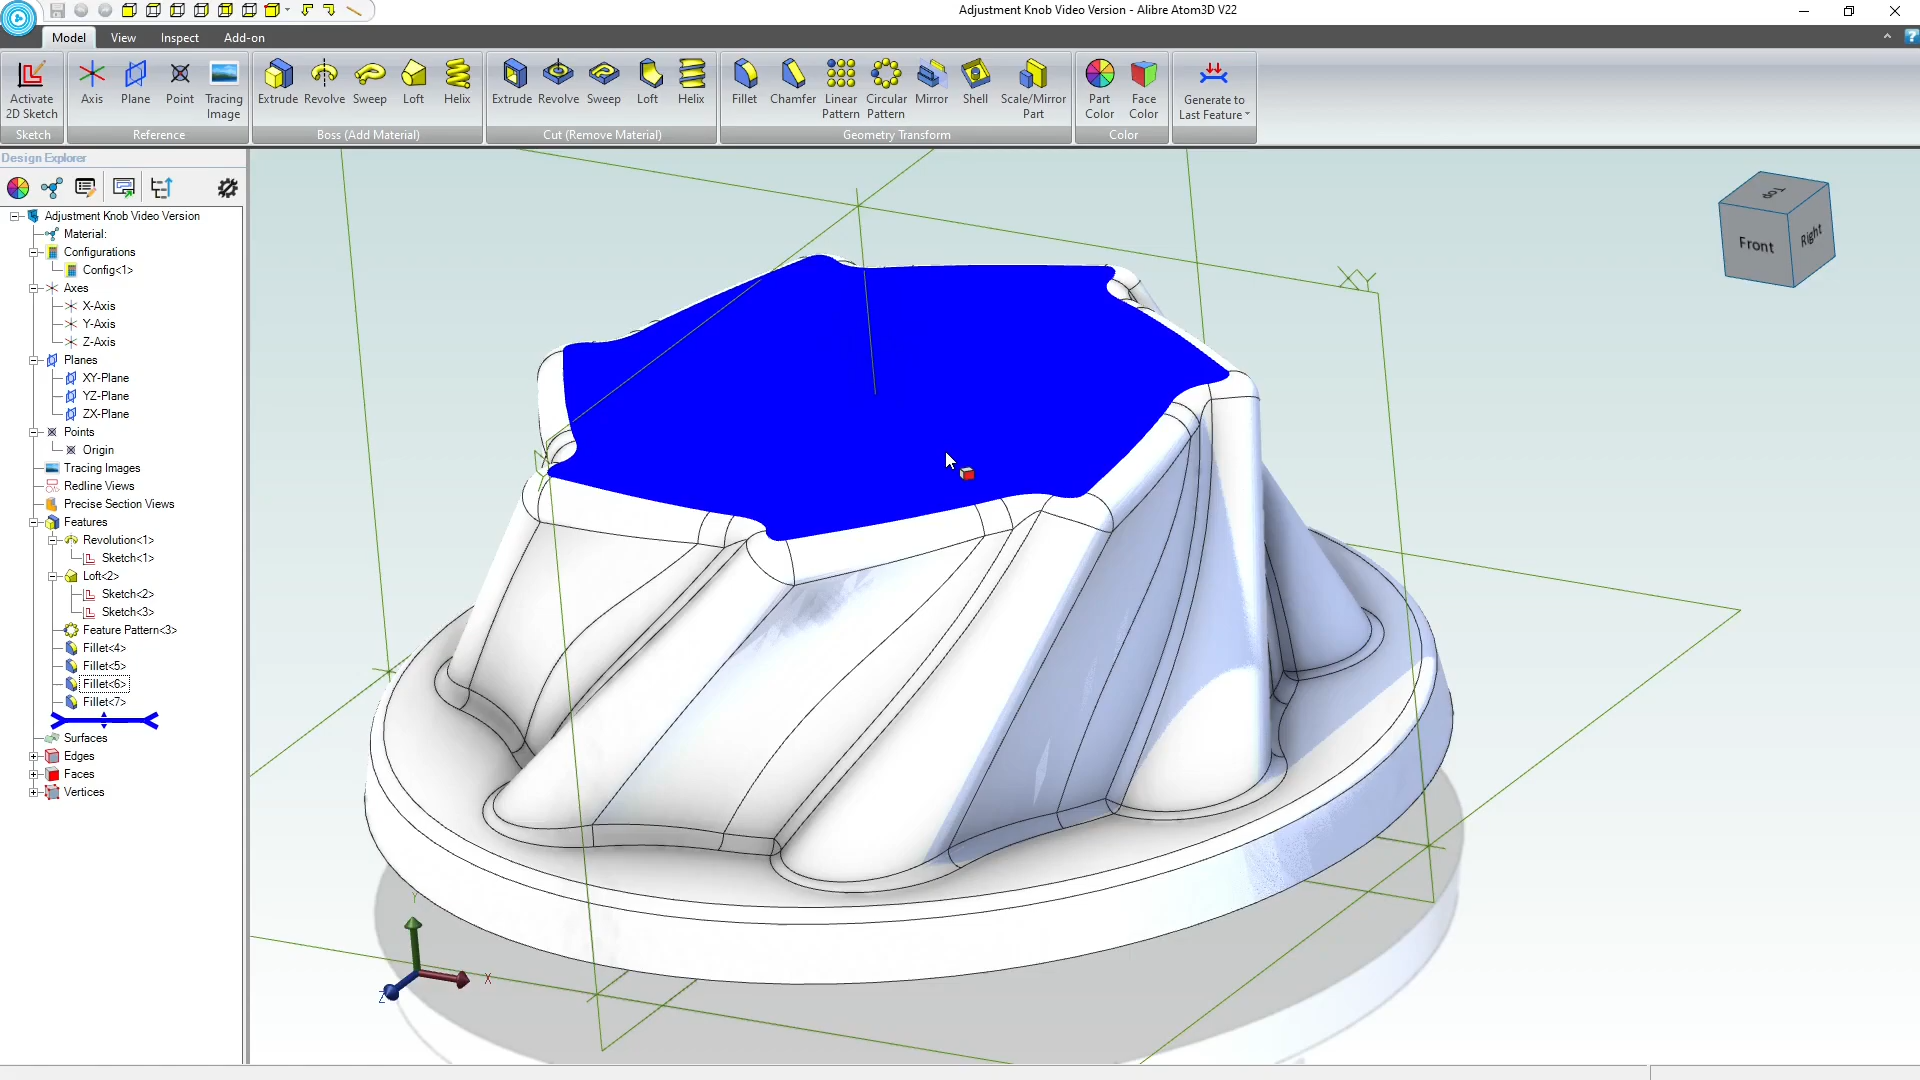 Adjustment Knob Video Version - Alibre Atom3D V22
Model View Inspect Add-on
Activate 2D Sketch
Axis
Plane
Point
Tracing Image
Extrude
Revolve
Sweep
Loft
Helix
Extrude
Revolve
Sweep
Loft
Helix
Fillet
Chamfer
Linear Pattern
Circular Pattern
Mirror
Shell
Scale/Mirror Part
Part Color
Face Color
Generate to Last Feature
Sketch
Reference
Boss (Add Material)
Cut (Remove Material)
Geometry Transform
Color
Design Explorer
Adjustment Knob Video Version
Material:
Configurations
Config<1>
Axes
X-Axis
Y-Axis
Z-Axis
Planes
XY-Plane
YZ-Plane
ZX-Plane
Points
Origin
Tracing Images
Redline Views
Precise Section Views
Features
Revolution<1>
Sketch<1>
Loft<2>
Sketch<2>
Sketch<3>
Feature Pattern<3>
Fillet<4>
Fillet<5>
Fillet<6>
Fillet<7>
Surfaces
Edges
Faces
Vertices
Top
Front
Right
XY
Y
X
Z